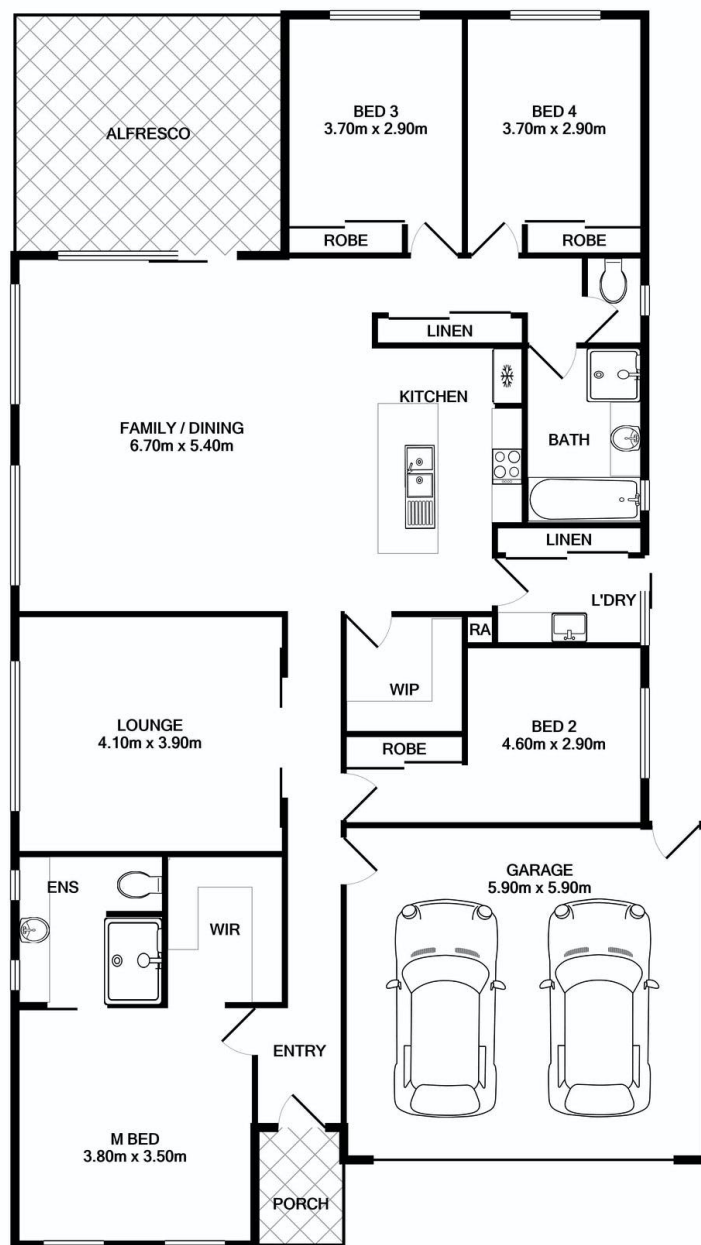 ALFRESCO
BED 3
3.70m x 2.90m
BED 4
3.70m x 2.90m
ROBE
ROBE
LINEN
KITCHEN
FAMILY / DINING
6.70m x 5.40m
BATH
LINEN
L'DRY
RA
WIP
LOUNGE
4.10m x 3.90m
BED 2
4.60m x 2.90m
ROBE
GARAGE
5.90m x 5.90m
ENS
WIR
ENTRY
M BED
3.80m x 3.50m
PORCH